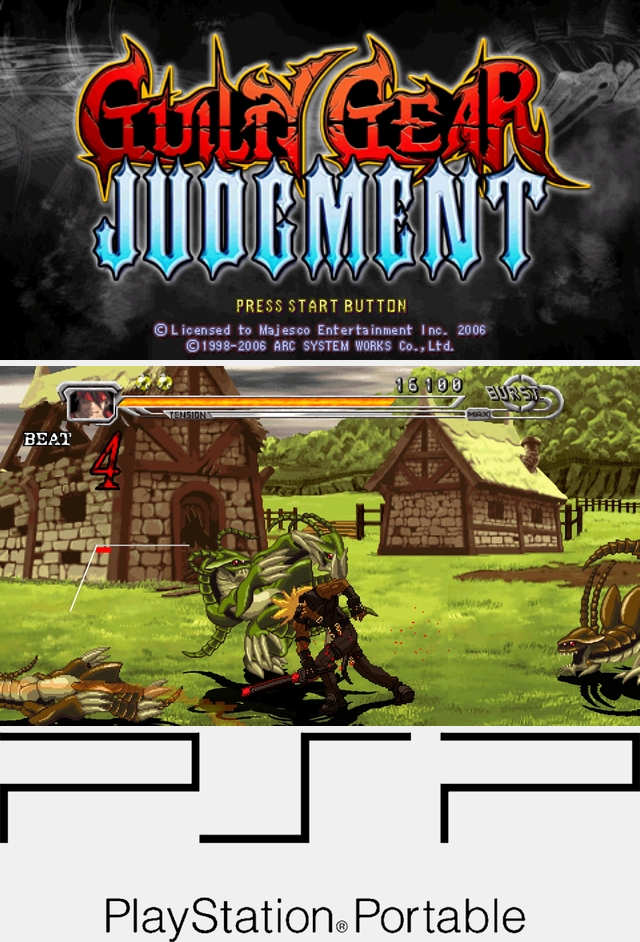 GUILTY GEAR
JUDGMENT
PRESS START BUTTON
©Licensed to Majesco Entertainment Inc. 2006
©1998-2006 ARC SYSTEM WORKS Co.,Ltd.
16100
BURST
TENSION
MAX
BEAT
4
PSP
PlayStation®Portable